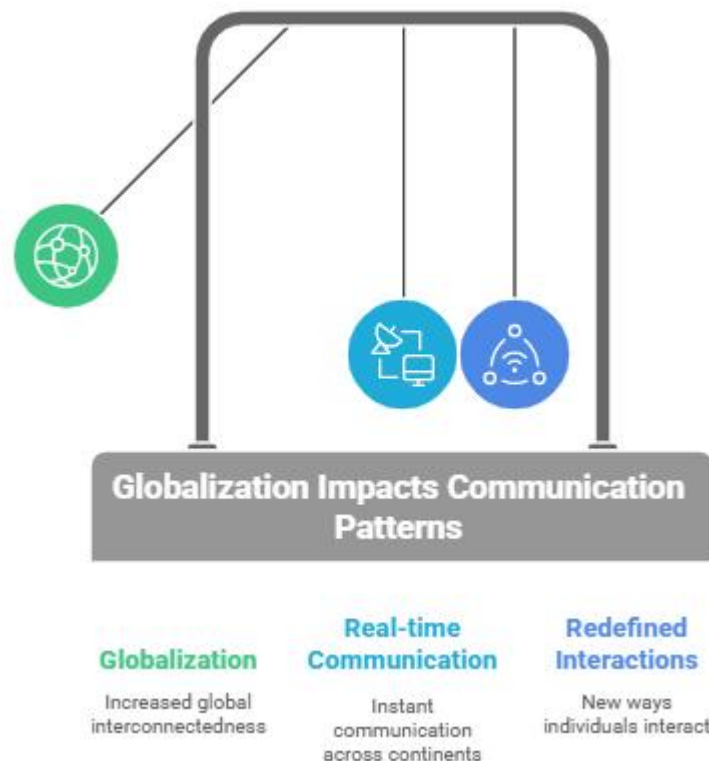 Globalization Impacts Communication
Patterns
Globalization
Increased global
interconnectedness
Real-time
Communication
Instant
communication
across continents
Redefined
Interactions
New ways
individuals interact